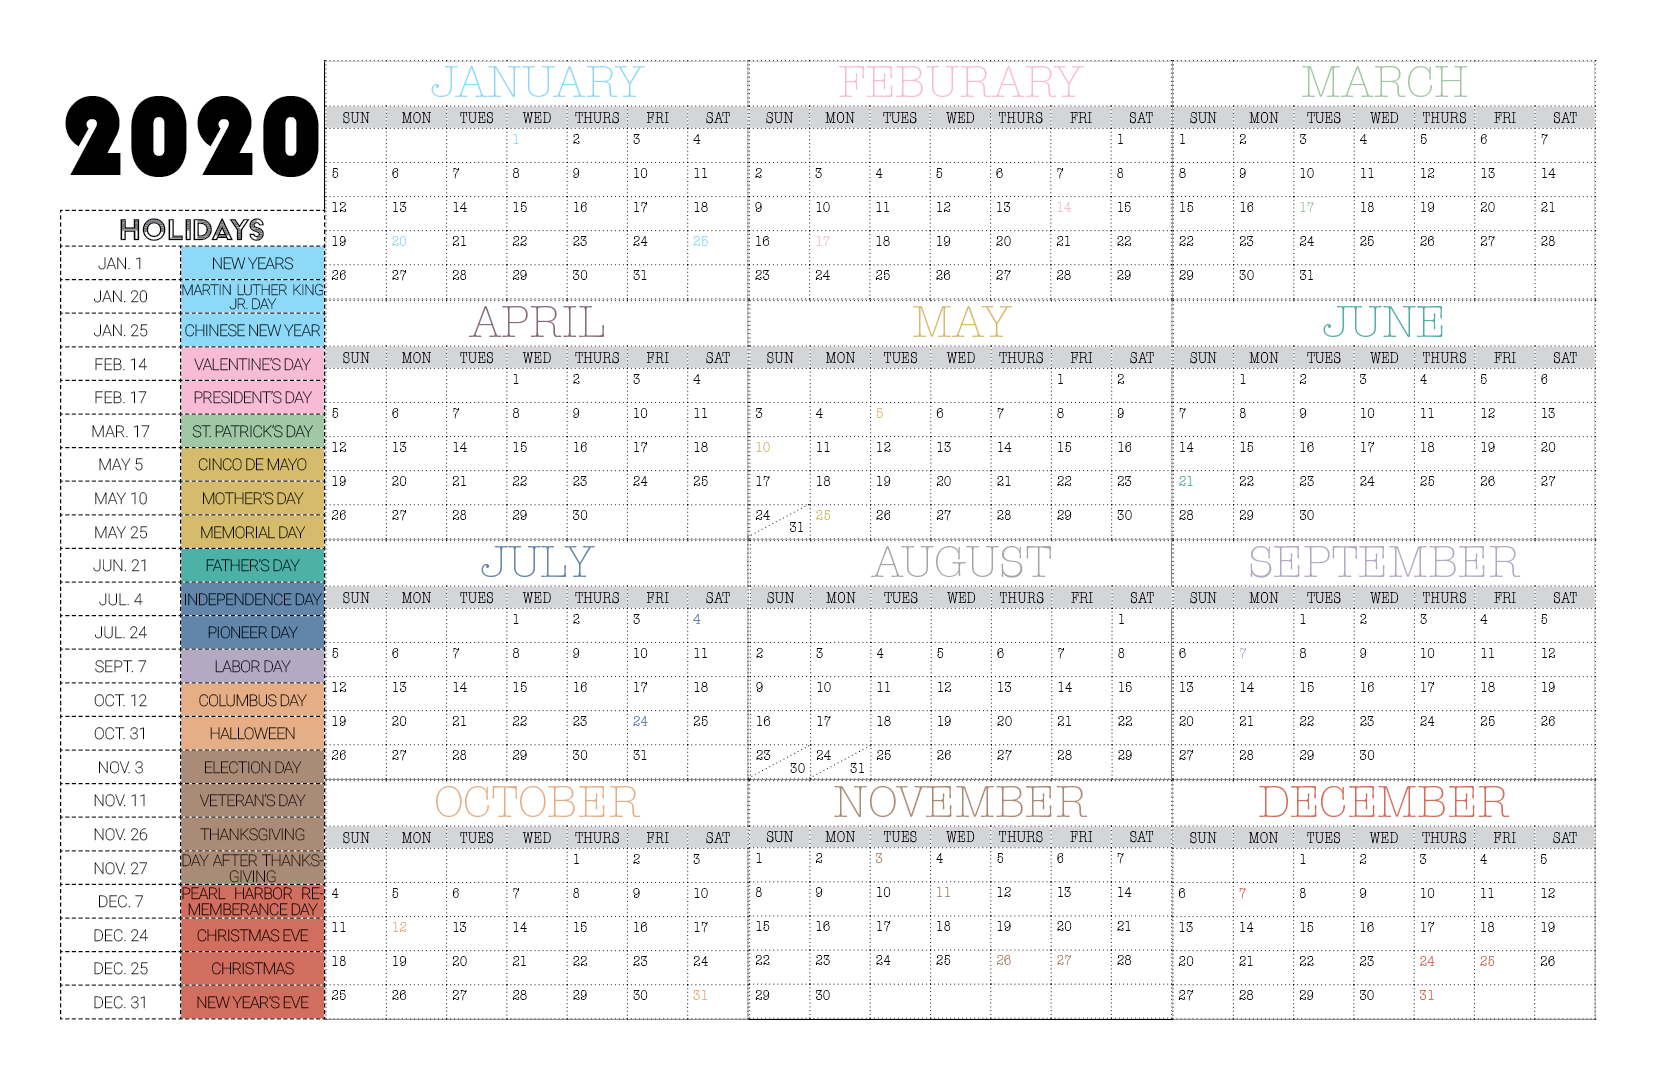 2020
HOLIDAYS
JAN. 1 NEW YEARS
JAN. 20 MARTIN LUTHER KING
JR. DAY
JAN. 25 CHINESE NEW YEAR
FEB. 14 VALENTINE'S DAY
FEB. 17 PRESIDENT'S DAY
MAR. 17 ST. PATRICK'S DAY
MAY 5 CINCO DE MAYO
MAY 10 MOTHER'S DAY
MAY 25 MEMORIAL DAY
JUN. 21 FATHER'S DAY
JUL. 4 INDEPENDENCE DAY
JUL. 24 PIONEER DAY
SEPT. 7 LABOR DAY
OCT. 12 COLUMBUS DAY
OCT. 31 HALLOWEEN
NOV. 3 ELECTION DAY
NOV. 11 VETERAN'S DAY
NOV. 26 THANKSGIVING
NOV. 27 DAY AFTER THANKS-
GIVING
DEC. 7 PEARL HARBOR RE-
MEMBERANCE DAY
DEC. 24 CHRISTMAS EVE
DEC. 25 CHRISTMAS
DEC. 31 NEW YEAR'S EVE
JANUARY
SUN MON TUES WED THURS FRI SAT
1 2 3 4
5 6 7 8 9 10 11
12 13 14 15 16 17 18
19 20 21 22 23 24 25
26 27 28 29 30 31
FEBURARY
SUN MON TUES WED THURS FRI SAT
1
2 3 4 5 6 7 8
9 10 11 12 13 14 15
16 17 18 19 20 21 22
23 24 25 26 27 28 29
MARCH
SUN MON TUES WED THURS FRI SAT
1 2 3 4 5 6 7
8 9 10 11 12 13 14
15 16 17 18 19 20 21
22 23 24 25 26 27 28
29 30 31
APRIL
SUN MON TUES WED THURS FRI SAT
1 2 3 4
5 6 7 8 9 10 11
12 13 14 15 16 17 18
19 20 21 22 23 24 25
26 27 28 29 30
MAY
SUN MON TUES WED THURS FRI SAT
1 2
3 4 5 6 7 8 9
10 11 12 13 14 15 16
17 18 19 20 21 22 23
24 31 25 26 27 28 29 30
JUNE
SUN MON TUES WED THURS FRI SAT
1 2 3 4 5 6
7 8 9 10 11 12 13
14 15 16 17 18 19 20
21 22 23 24 25 26 27
28 29 30
JULY
SUN MON TUES WED THURS FRI SAT
1 2 3 4
5 6 7 8 9 10 11
12 13 14 15 16 17 18
19 20 21 22 23 24 25
26 27 28 29 30 31
AUGUST
SUN MON TUES WED THURS FRI SAT
1
2 3 4 5 6 7 8
9 10 11 12 13 14 15
16 17 18 19 20 21 22
23 30 24 31 25 26 27 28 29
SEPTEMBER
SUN MON TUES WED THURS FRI SAT
1 2 3 4 5
6 7 8 9 10 11 12
13 14 15 16 17 18 19
20 21 22 23 24 25 26
27 28 29 30
OCTOBER
SUN MON TUES WED THURS FRI SAT
1 2 3
4 5 6 7 8 9 10
11 12 13 14 15 16 17
18 19 20 21 22 23 24
25 26 27 28 29 30 31
NOVEMBER
SUN MON TUES WED THURS FRI SAT
1 2 3 4 5 6 7
8 9 10 11 12 13 14
15 16 17 18 19 20 21
22 23 24 25 26 27 28
29 30
DECEMBER
SUN MON TUES WED THURS FRI SAT
1 2 3 4 5
6 7 8 9 10 11 12
13 14 15 16 17 18 19
20 21 22 23 24 25 26
27 28 29 30 31